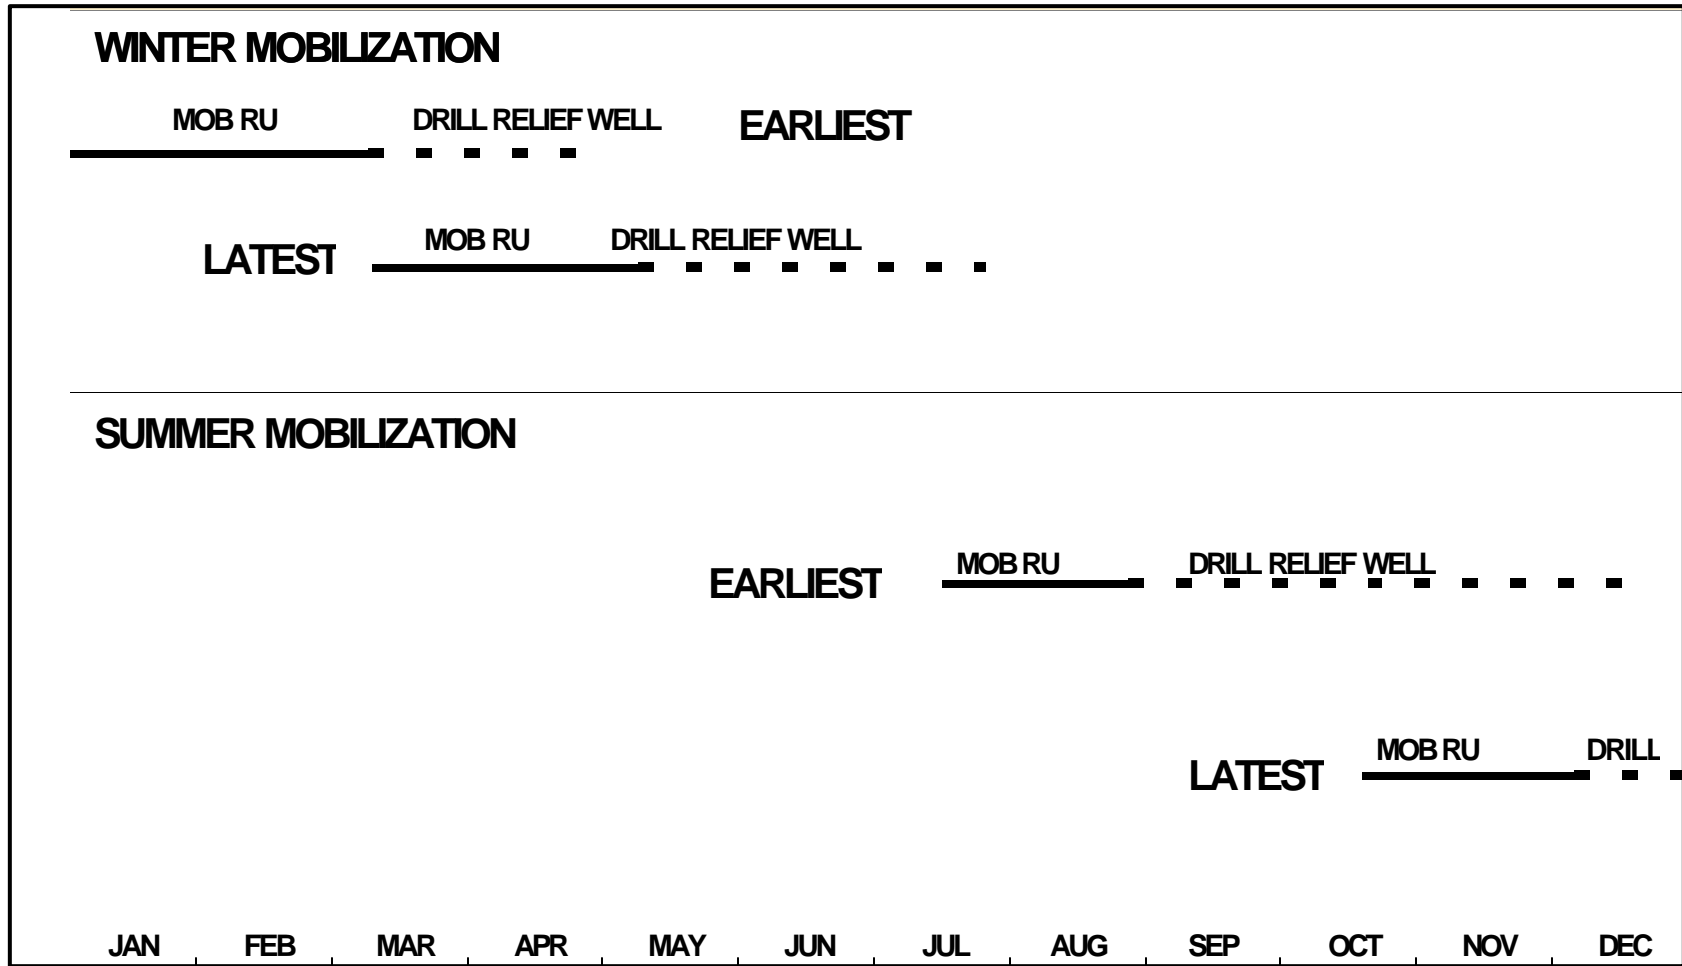 WINTER MOBILIZATION
MOB RU DRILL RELIEF WELL EARLIEST
LATEST MOB RU DRILL RELIEF WELL
SUMMER MOBILIZATION
EARLIEST MOB RU DRILL RELIEF WELL
LATEST MOB RU DRILL
JAN FEB MAR APR MAY JUN JUL AUG SEP OCT NOV DEC